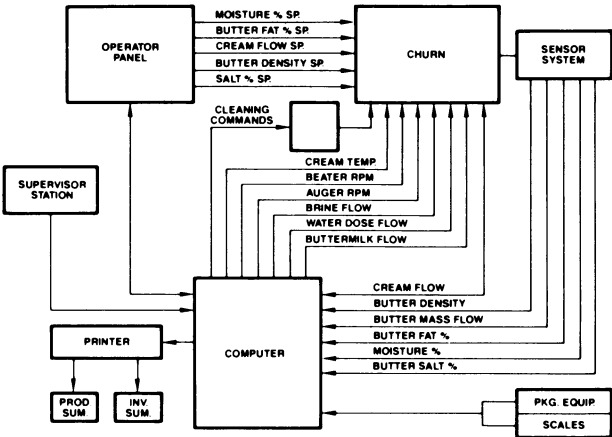 MOISTURE % SP.
BUTTER FAT % SP.
CREAM FLOW SP.
BUTTER DENSITY SP.
SALT % SP.
OPERATOR
PANEL
CHURN
SENSOR
SYSTEM
CLEANING
COMMANDS
CREAM TEMP.
BEATER RPM
AUGER RPM
BRINE FLOW
WATER DOSE FLOW
BUTTERMILK FLOW
SUPERVISOR
STATION
CREAM FLOW
BUTTER DENSITY
BUTTER MASS FLOW
BUTTER FAT %
MOISTURE %
BUTTER SALT %
COMPUTER
PRINTER
PROD
SUM
INV.
SUM.
PKG. EQUIP.
SCALES